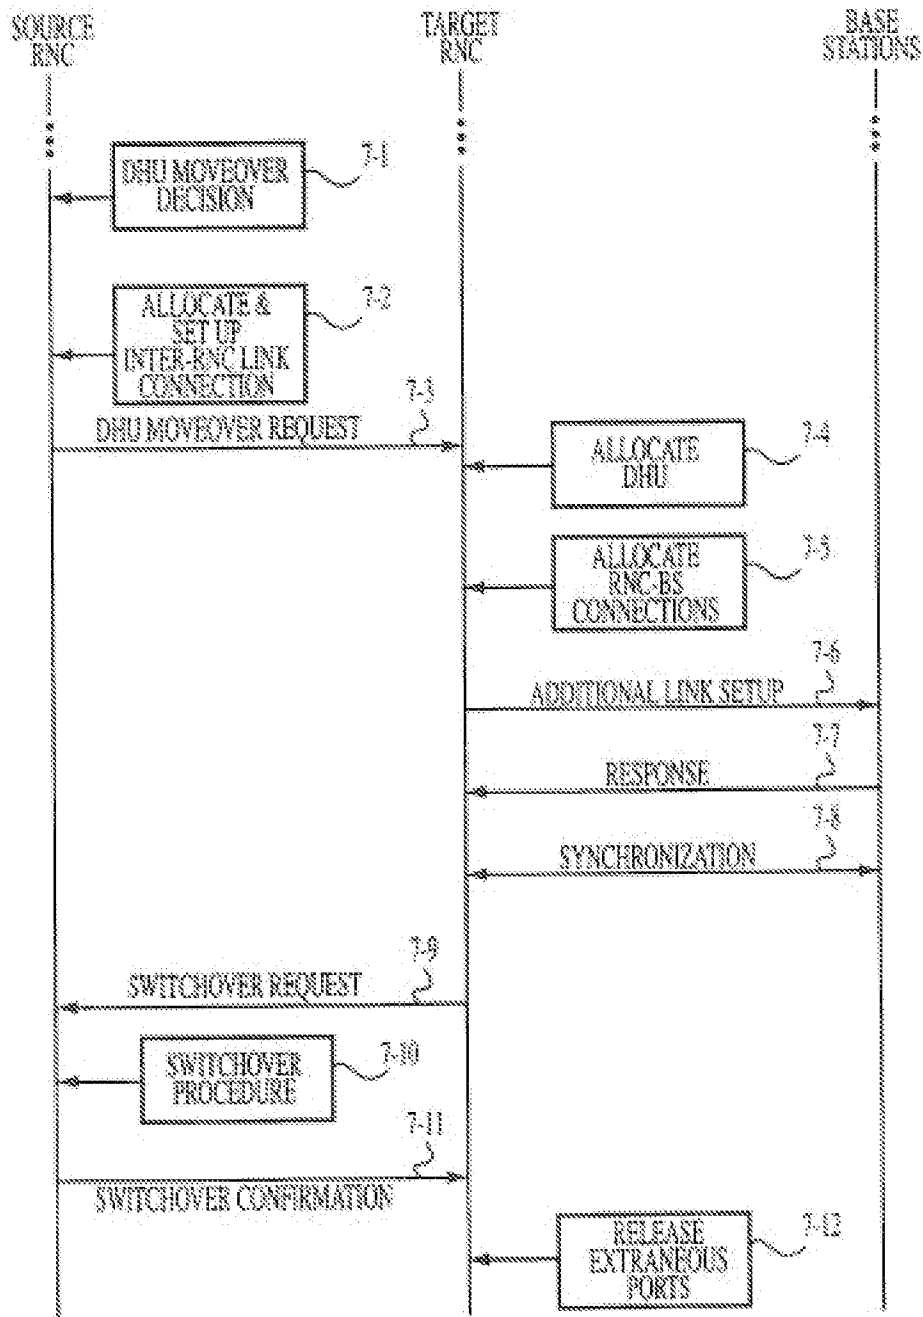 SOURCE
RNC
TARGET
RNC
BASE
STATIONS
7-1
DHU MOVEOVER
DECISION
7-2
ALLOCATE &
SET UP
INTER-RNC LINK
CONNECTION
7-3
DHU MOVEOVER REQUEST
7-4
ALLOCATE
DHU
7-5
ALLOCATE
RNC-BS
CONNECTIONS
7-6
ADDITIONAL LINK SETUP
7-7
RESPONSE
7-8
SYNCHRONIZATION
7-9
SWITCHOVER REQUEST
7-10
SWITCHOVER
PROCEDURE
7-11
SWITCHOVER CONFIRMATION
7-12
RELEASE
EXTRANEOUS
PORTS